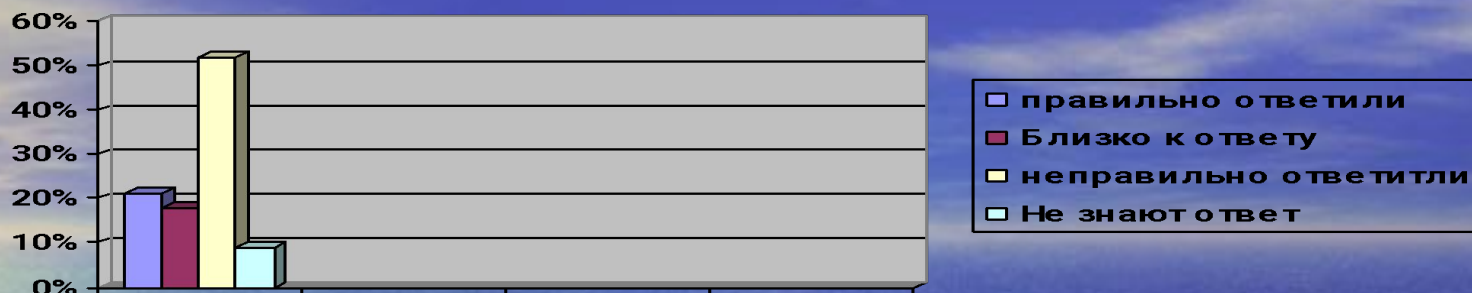 60%
50%
40%
30%
20%
10%
0%
правильно ответили
Близко к ответу
неправильно ответитли
Не знают ответ